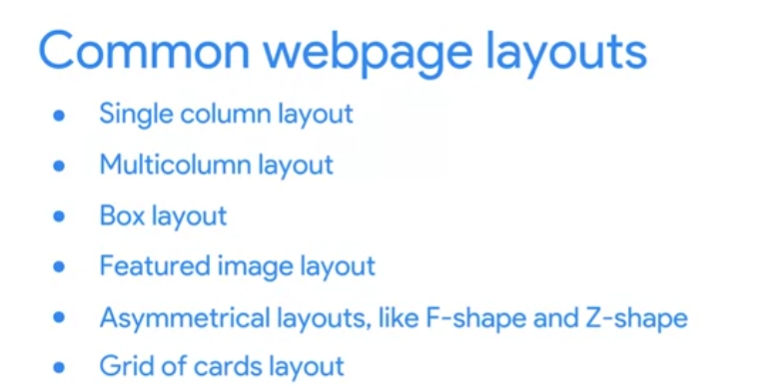 Common webpage layouts
Single column layout
Multicolumn layout
Box layout
Featured image layout
Asymmetrical layouts, like F-shape and Z-shape
Grid of cards layout